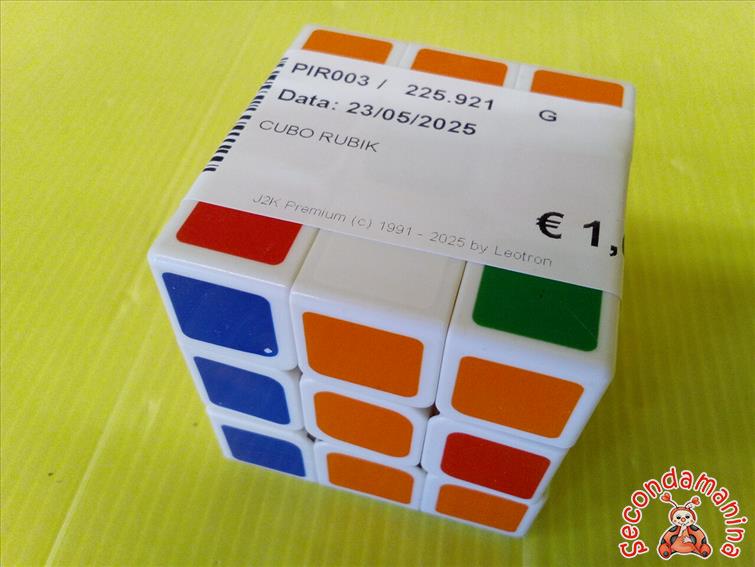 PIR003 / 225.921 G
Data: 23/05/2025
CUBO RUBIK
J2K Premium (c) 1991 - 2025 by Leotron
€ 1,
Secondamanina